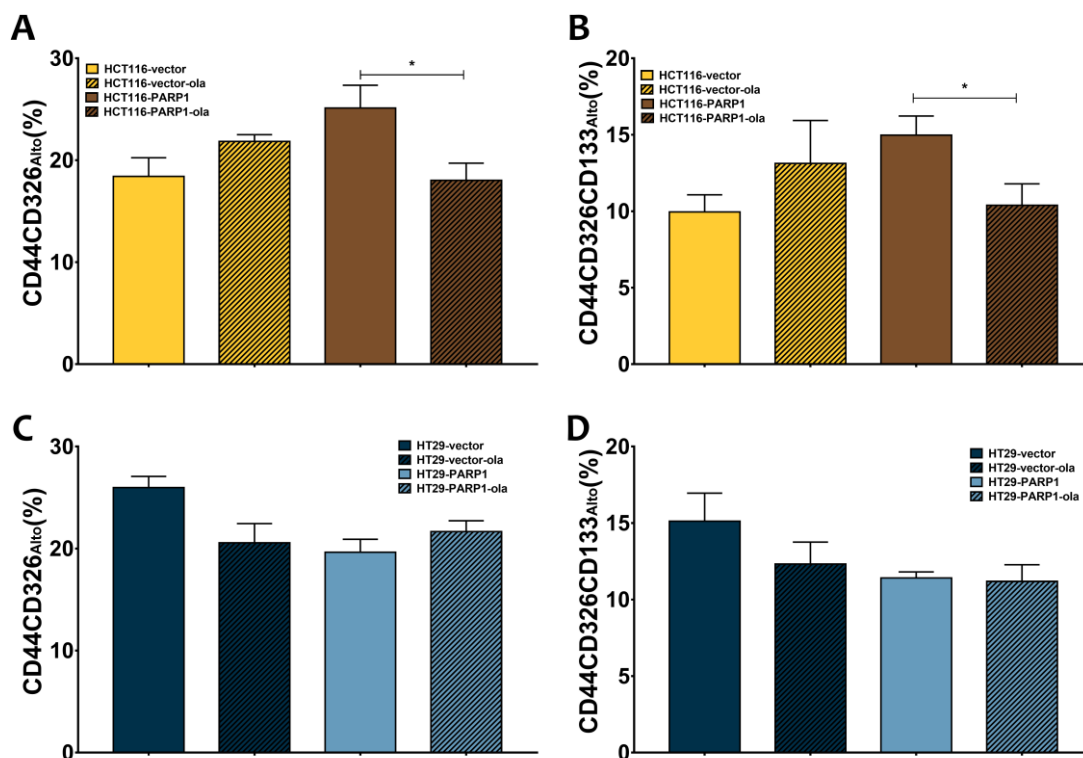 A
CD44CD326Alto(%)
30
20
10
0
HCT116-vector
HCT116-vector-ola
HCT116-PARP1
HCT116-PARP1-ola
*
B
CD44CD326CD133Alto(%)
20
15
10
5
0
HCT116-vector
HCT116-vector-ola
HCT116-PARP1
HCT116-PARP1-ola
*
C
CD44CD326Alto(%)
30
20
10
0
HT29-vector
HT29-vector-ola
HT29-PARP1
HT29-PARP1-ola
D
CD44CD326CD133Alto(%)
20
15
10
5
0
HT29-vector
HT29-vector-ola
HT29-PARP1
HT29-PARP1-ola